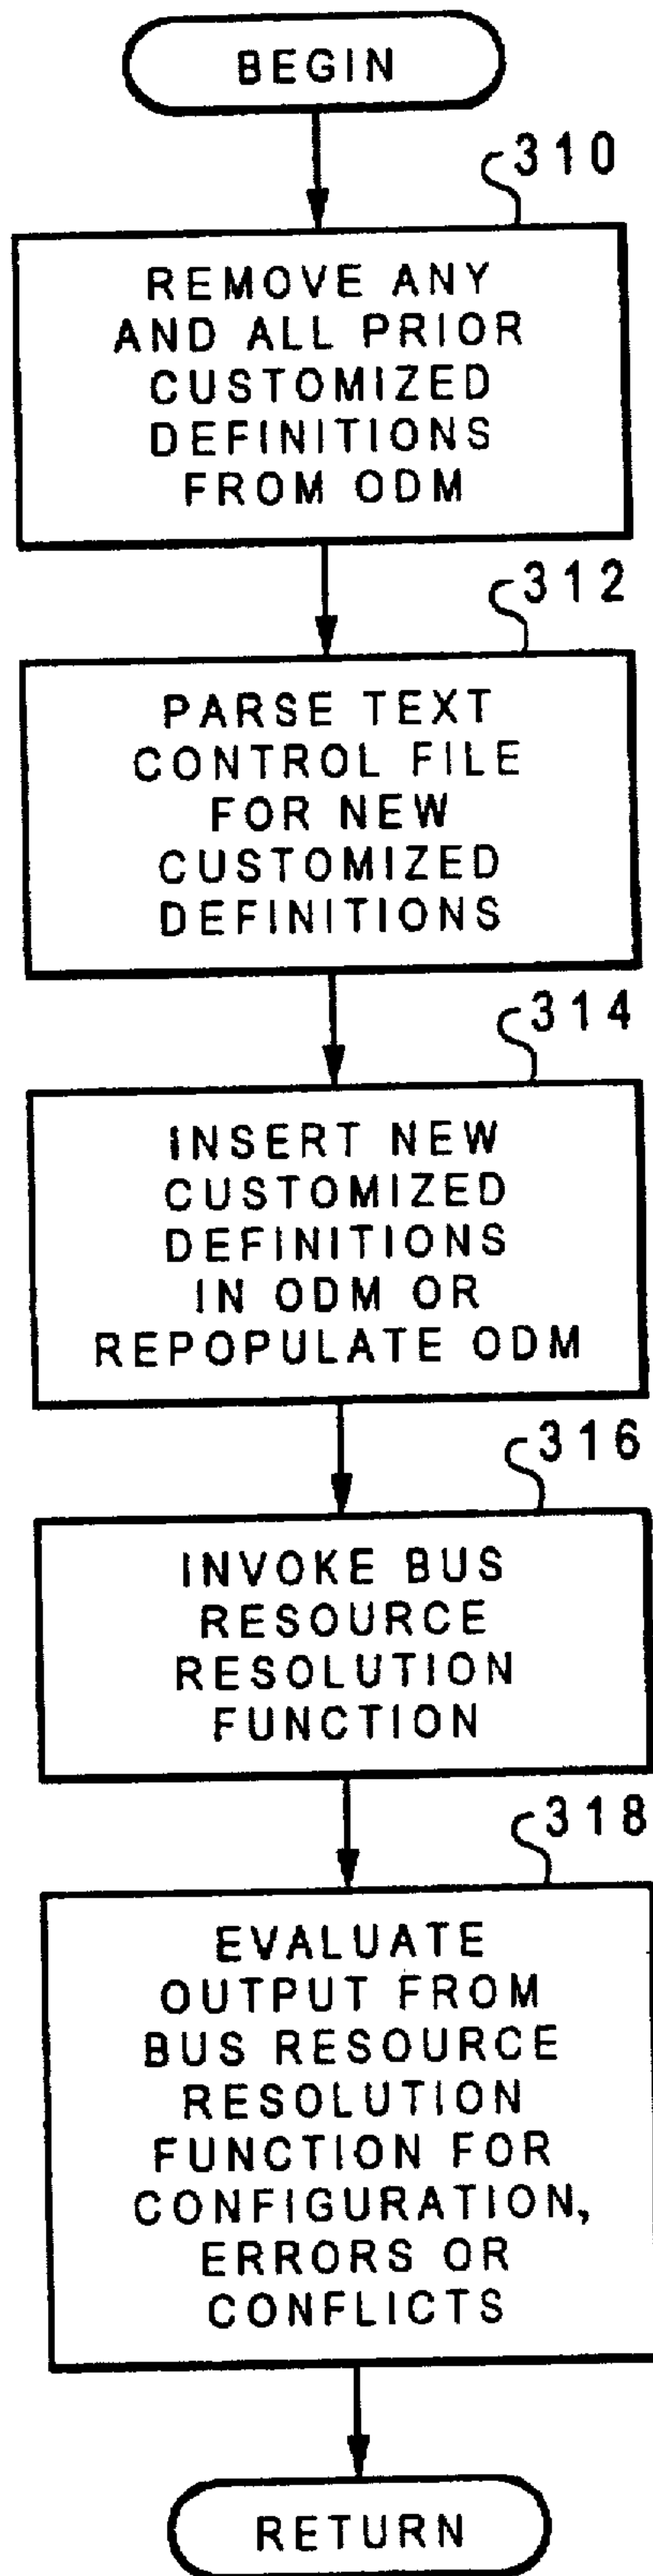 BEGIN
310
REMOVE ANY
AND ALL PRIOR
CUSTOMIZED
DEFINITIONS
FROM ODM
312
PARSE TEXT
CONTROL FILE
FOR NEW
CUSTOMIZED
DEFINITIONS
314
INSERT NEW
CUSTOMIZED
DEFINITIONS
IN ODM OR
REPOPULATE ODM
316
INVOKE BUS
RESOURCE
RESOLUTION
FUNCTION
318
EVALUATE
OUTPUT FROM
BUS RESOURCE
RESOLUTION
FUNCTION FOR
CONFIGURATION,
ERRORS OR
CONFLICTS
RETURN